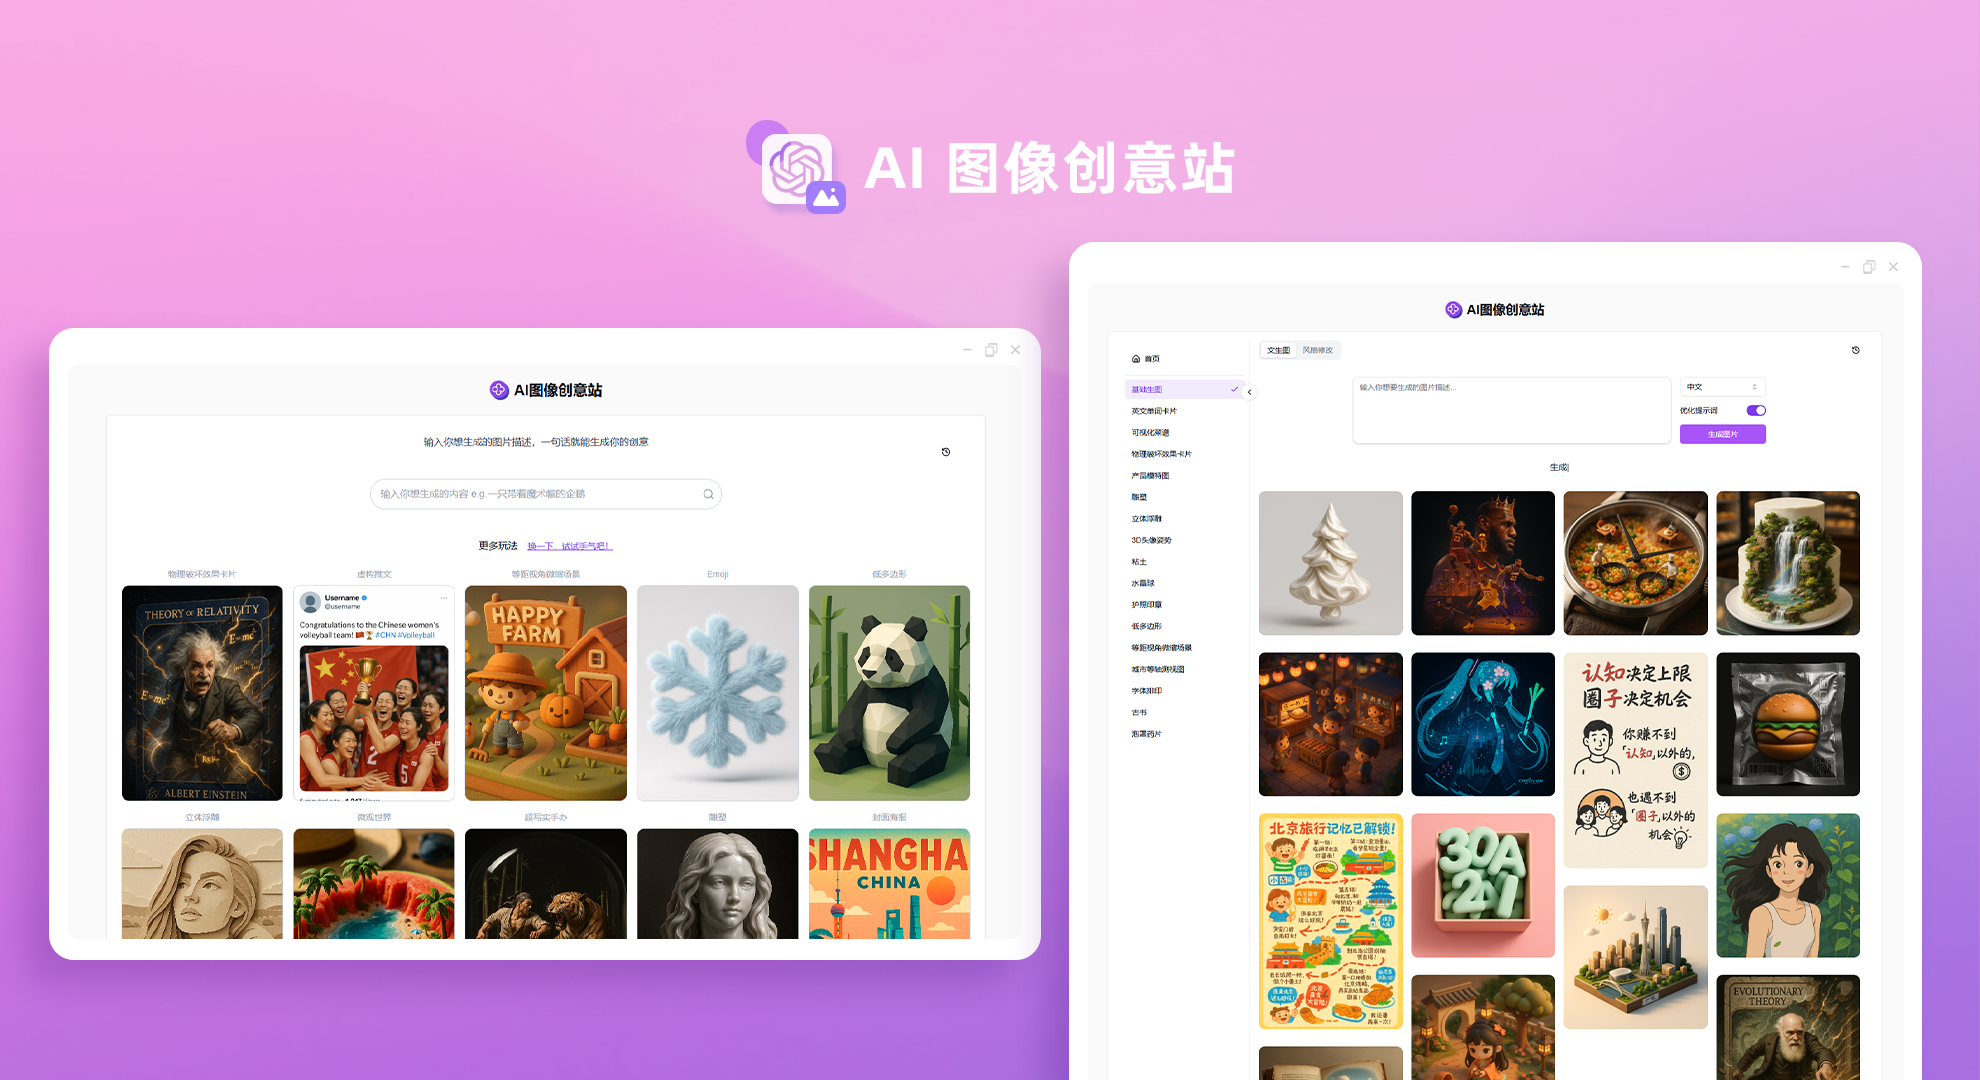 AI 图像创意站
AI图像创意站
输入你想生成的图片描述，一句话就能生成你的创意
输入你想生成的内容 e.g.一只带着魔术帽的企鹅
更多玩法 换一下，试试手气吧！
物理破坏效果卡片
虚构推文
等距视角微缩场景
Emoji
低多边形
THEORY OF RELATIVITY
E=mc²
E=mc²
ALBERT EINSTEIN
Username
@username
Congratulations to the Chinese women's
volleyball team! #CHN #Volleyball
HAPPY
FARM
立体浮雕
微观世界
超写实手办
雕塑
封面海报
SHANGHA
CHINA
AI图像创意站
首页
基础生图
英文单词卡片
可视化菜谱
物理破坏效果卡片
产品模特图
雕塑
立体浮雕
3D头像姿势
粘土
水晶球
护照印章
低多边形
等距视角微缩场景
城市等轴测视图
字体排印
古书
泡罩药片
文生图 风格修改
输入你想要生成的图片描述...
中文
优化提示词
生成图片
生成
认知决定上限
圈子决定机会
你赚不到
「认知」以外的,
也遇不到
「圈子」以外的
机会
北京旅行记忆已解锁!
30A
241
EVOLUTIONARY
THEORY